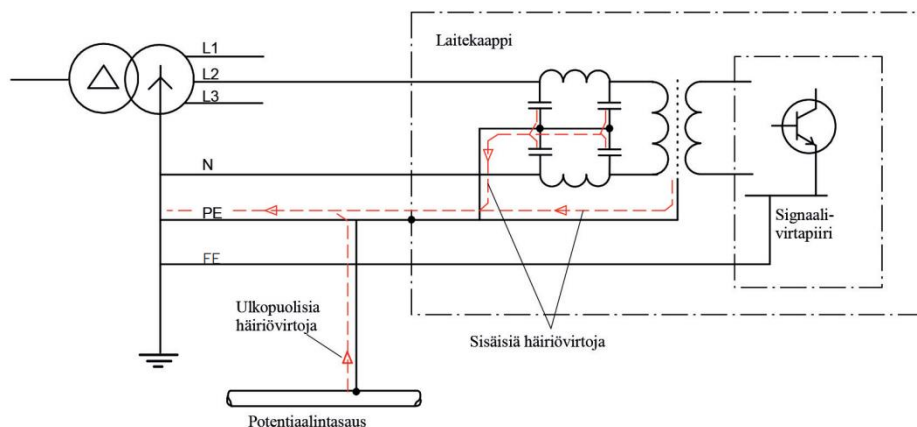 L1
L2
L3
N
PE
FE
Laitekaappi
Signaali-
virtapiiri
Ulkopuolisia
häiriövirtoja
Sisäisiä häiriövirtoja
Potentiaalintasaus